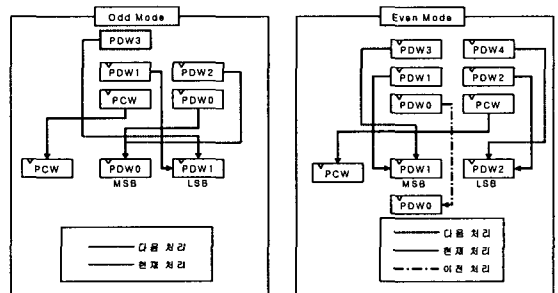 Odd Mode
PDW3
PDW1 PDW2
PCW PDW0
PCW PDW0 PDW1
MSB LSB
다음 처리
현재 처리
Even Mode
PDW3 PDW4
PDW1 PDW2
PDW0 PCW
PCW PDW1 PDW2
MSB LSB
PDW0
다음 처리
현재 처리
이전 처리